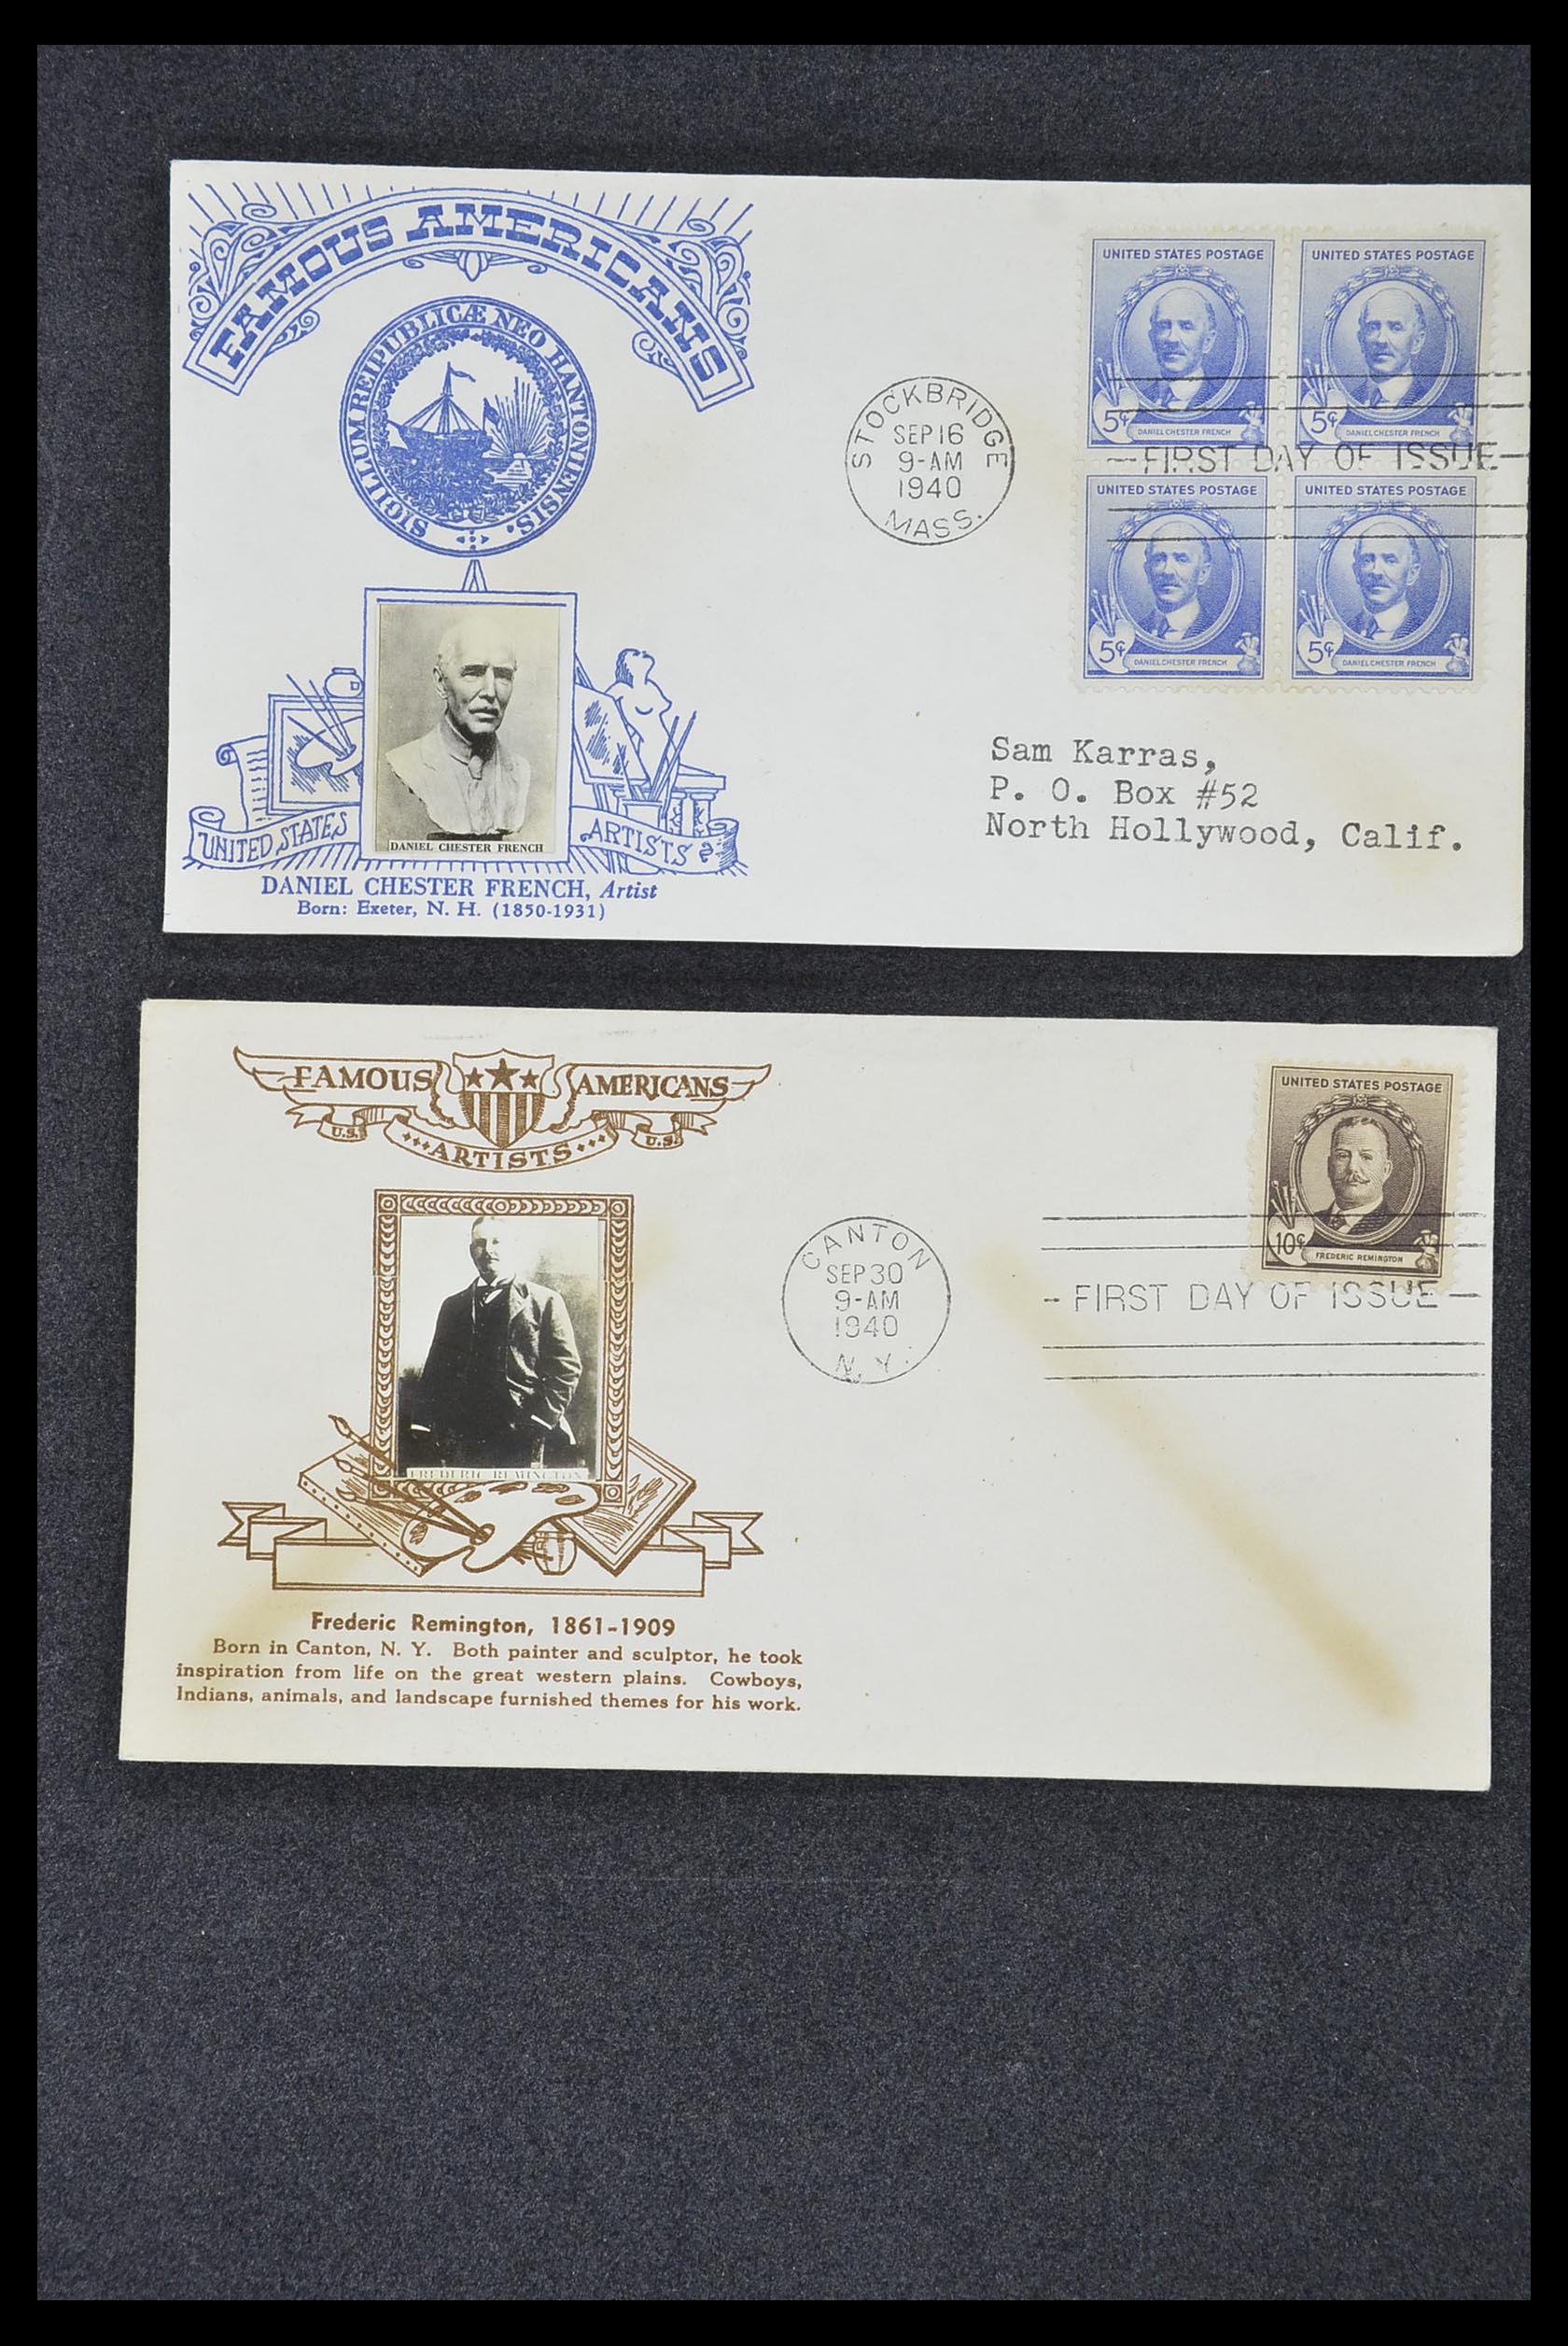 FAMOUS AMERICANS
SIGILLUM REIPUBLICÆ NEO HANTONIENSIS.
DANIEL CHESTER FRENCH
UNITED STATES ARTISTS
DANIEL CHESTER FRENCH, Artist
Born: Exeter, N. H. (1850-1931)
STOCKBRIDGE
SEP 16
9-AM
1940
MASS.
UNITED STATES POSTAGE
5¢
DANIEL CHESTER FRENCH
UNITED STATES POSTAGE
5¢
DANIEL CHESTER FRENCH
FIRST DAY OF ISSUE
UNITED STATES POSTAGE
5¢
DANIEL CHESTER FRENCH
UNITED STATES POSTAGE
5¢
DANIEL CHESTER FRENCH
Sam Karras,
P. O. Box #52
North Hollywood, Calif.
FAMOUS AMERICANS
U.S. U.S.
ARTISTS
FREDERIC REMINGTON
Frederic Remington, 1861-1909
Born in Canton, N. Y. Both painter and sculptor, he took
inspiration from life on the great western plains. Cowboys,
Indians, animals, and landscape furnished themes for his work.
CANTON
SEP 30
9-AM
1940
N. Y.
UNITED STATES POSTAGE
10¢
FREDERIC REMINGTON
FIRST DAY OF ISSUE